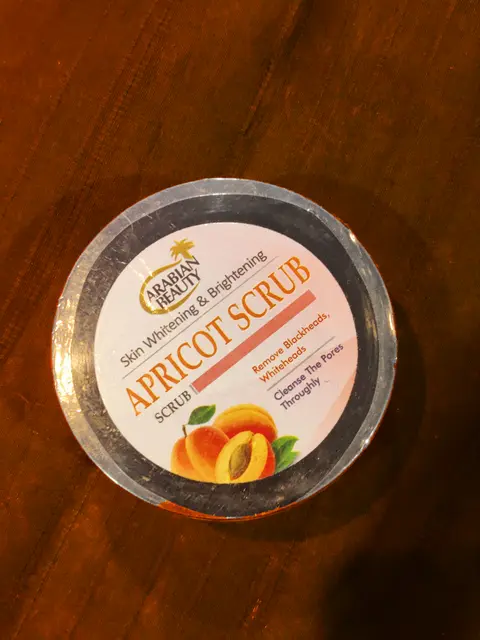 ARABIAN
BEAUTY
Skin Whitening & Brightening
APRICOT SCRUB
SCRUB
Remove Blackheads,
Whiteheads
Cleanse The Pores
Throughly